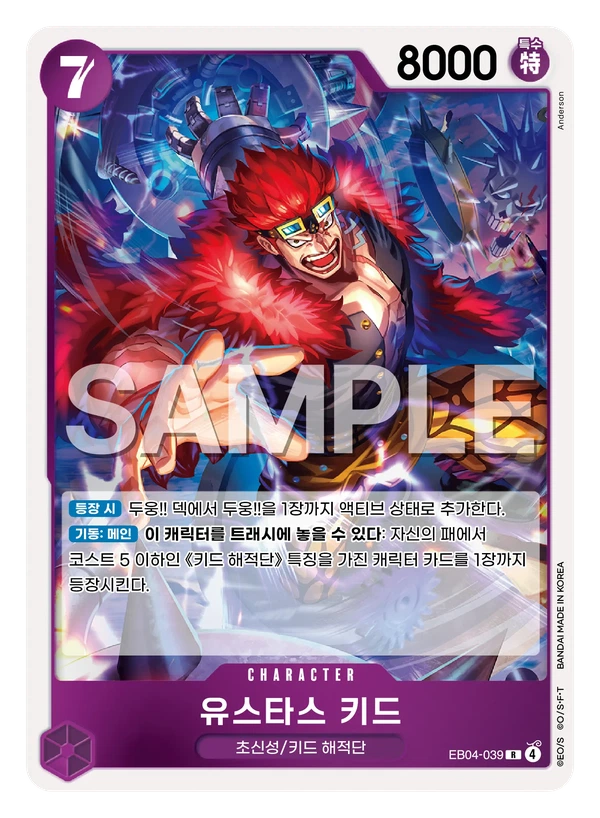 7
8000
특수
特
Anderson
SAMPLE
등장 시 두웅!! 덱에서 두웅!!을 1장까지 액티브 상태로 추가한다.
기동: 메인 이 캐릭터를 트래시에 놓을 수 있다: 자신의 패에서
코스트 5 이하인 《키드 해적단》 특징을 가진 캐릭터 카드를 1장까지
등장시킨다.
CHARACTER
유스타스 키드
초신성/키드 해적단
EB04-039 R 4
©E.O/S ©O/S·F·T BANDAI MADE IN KOREA